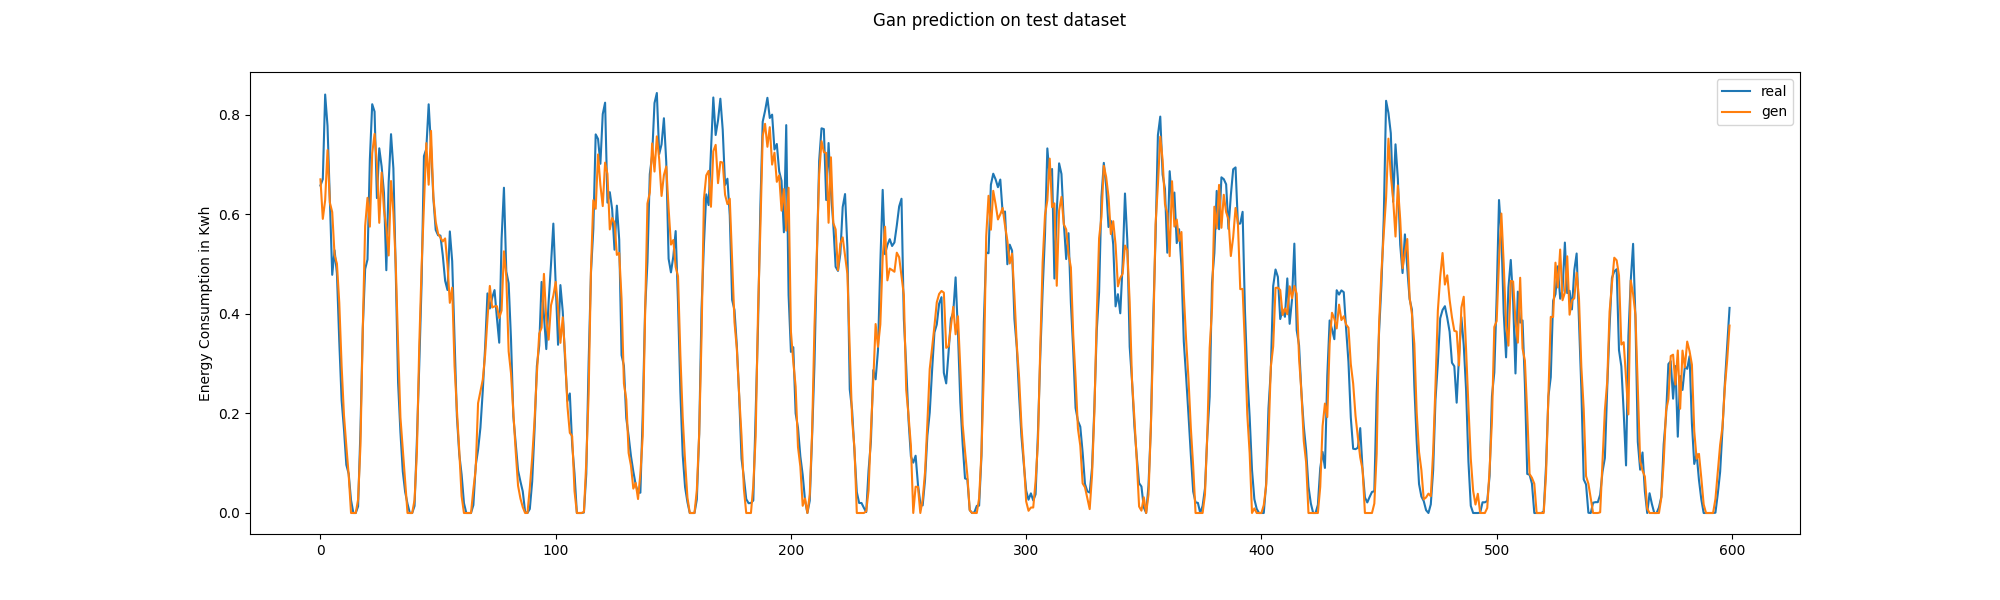 Gan prediction on test dataset
real
gen
Energy Consumption in Kwh
0.8
0.6
0.4
0.2
0.0
0 100 200 300 400 500 600